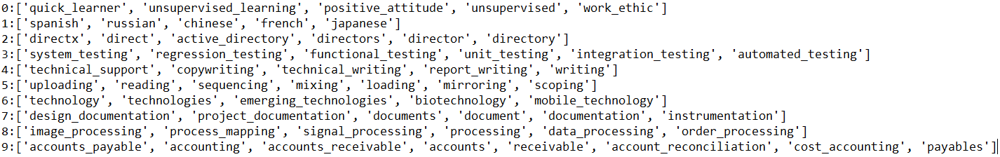 0:['quick_learner', 'unsupervised_learning', 'positive_attitude', 'unsupervised', 'work_ethic']
1:['spanish', 'russian', 'chinese', 'french', 'japanese']
2:['directx', 'direct', 'active_directory', 'directors', 'director', 'directory']
3:['system_testing', 'regression_testing', 'functional_testing', 'unit_testing', 'integration_testing', 'automated_testing']
4:['technical_support', 'copywriting', 'technical_writing', 'report_writing', 'writing']
5:['uploading', 'reading', 'sequencing', 'mixing', 'loading', 'mirroring', 'scoping']
6:['technology', 'technologies', 'emerging_technologies', 'biotechnology', 'mobile_technology']
7:['design_documentation', 'project_documentation', 'documents', 'document', 'documentation', 'instrumentation']
8:['image_processing', 'process_mapping', 'signal_processing', 'processing', 'data_processing', 'order_processing']
9:['accounts_payable', 'accounting', 'accounts_receivable', 'accounts', 'receivable', 'account_reconciliation', 'cost_accounting', 'payables']